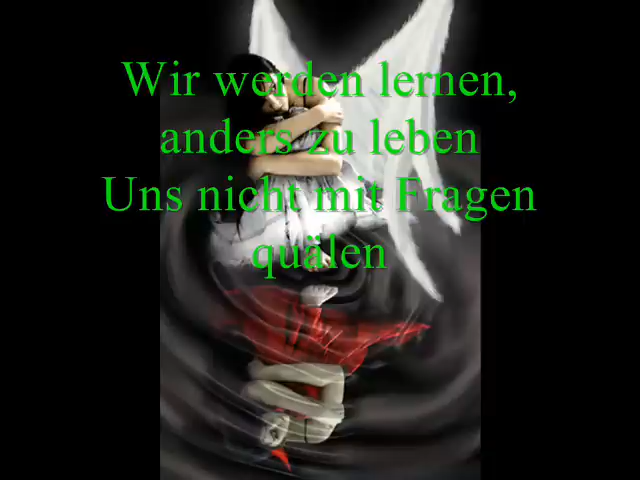 Wir werden lernen,
anders zu leben
Uns nicht mit Fragen
quälen